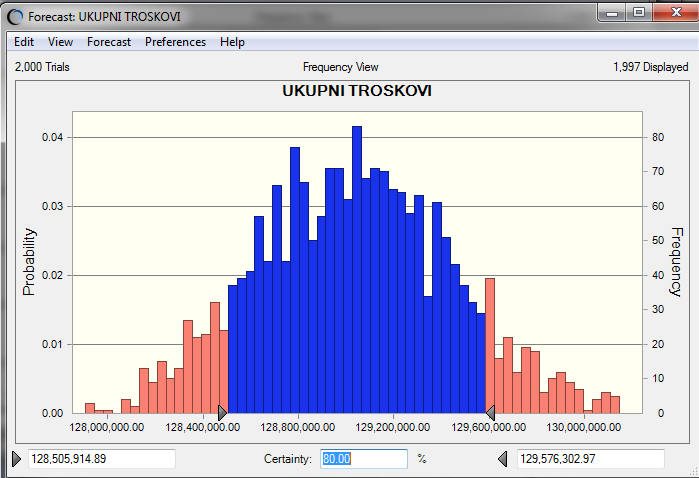 Forecast: UKUPNI TROSKOVI
Edit View Forecast Preferences Help
2,000 Trials Frequency View 1,997 Displayed
UKUPNI TROSKOVI
0.04 80
70
0.03 60
50
0.02 40
30
0.01 20
10
0.00 0
Probability
Frequency
128,000,000.00 128,400,000.00 128,800,000.00 129,200,000.00 129,600,000.00 130,000,000.00
128,505,914.89 Certainty: 80.00 % 129,576,302.97